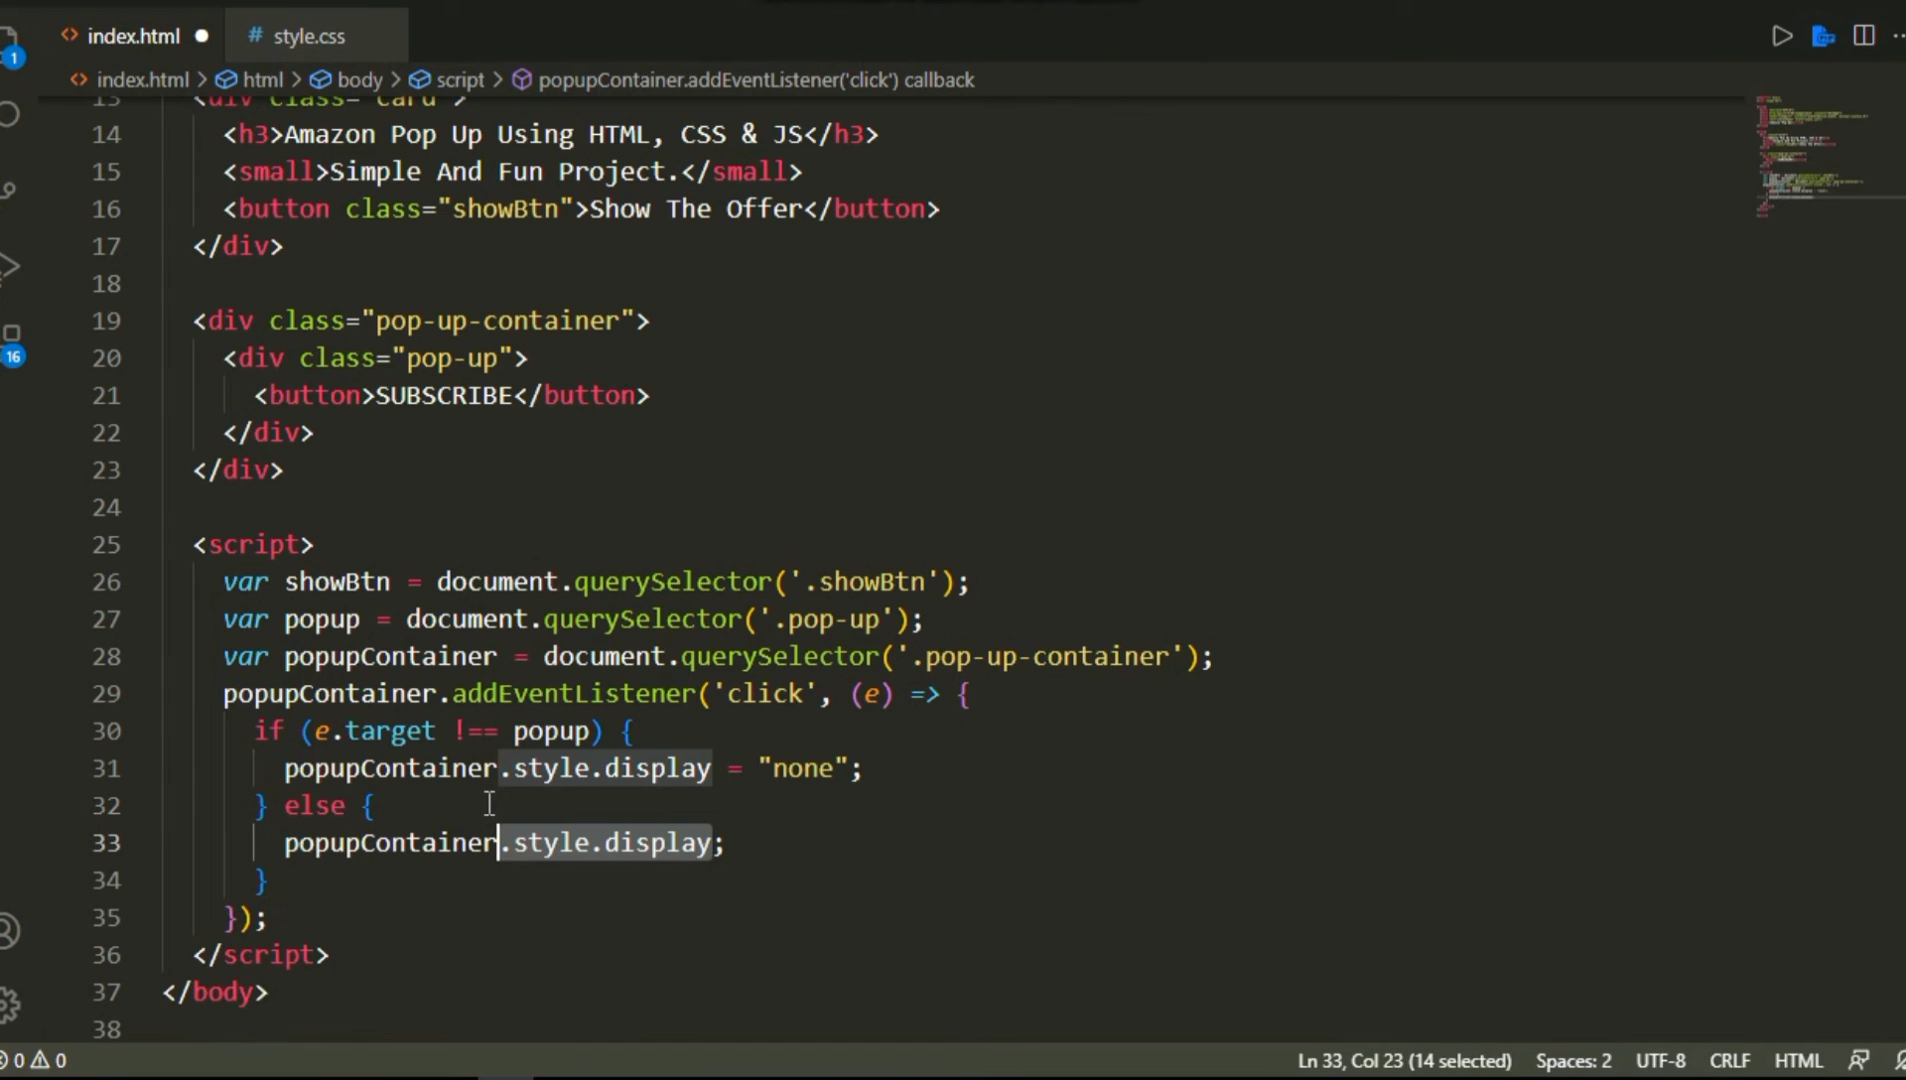 index.html
# style.css
1
index.html > html > body > script > popupContainer.addEventListener('click') callback
13 <div class="card">
14 <h3>Amazon Pop Up Using HTML, CSS & JS</h3>
15 <small>Simple And Fun Project.</small>
16 <button class="showBtn">Show The Offer</button>
17 </div>
18
19 <div class="pop-up-container">
20 <div class="pop-up">
16
21 <button>SUBSCRIBE</button>
22 </div>
23 </div>
24
25 <script>
26 var showBtn = document.querySelector('.showBtn');
27 var popup = document.querySelector('.pop-up');
28 var popupContainer = document.querySelector('.pop-up-container');
29 popupContainer.addEventListener('click', (e) => {
30 if (e.target !== popup) {
31 popupContainer.style.display = "none";
32 } else {
33 popupContainer.style.display;
34 }
35 });
36 </script>
37 </body>
38
0 0 Ln 33, Col 23 (14 selected) Spaces: 2 UTF-8 CRLF HTML